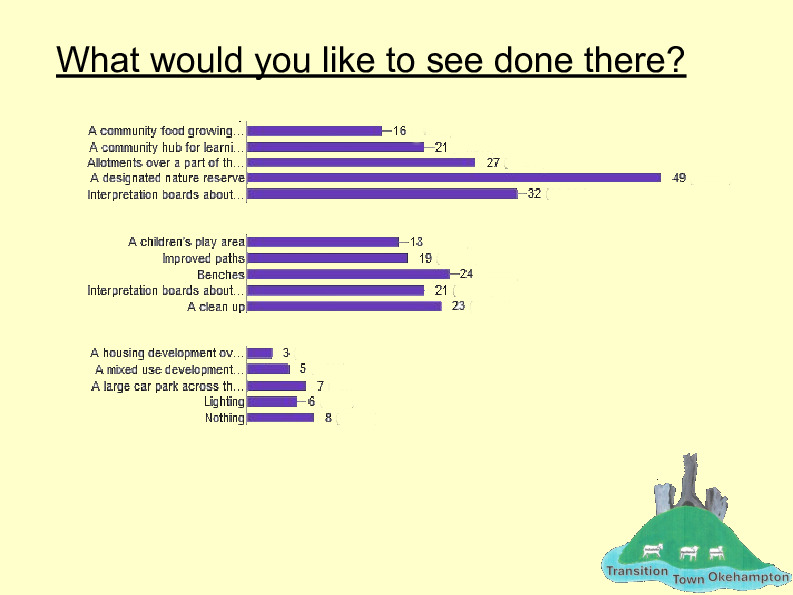 What would you like to see done there?
A community food growing... 16
A community hub for learni... 21
Allotments over a part of th... 27
A designated nature reserve 49
Interpretation boards about... 32
A children's play area 18
Improved paths 19
Benches 24
Interpretation boards about... 21
A clean up 23
A housing development ov... 3
A mixed use development... 5
A large car park across th... 7
Lighting 6
Nothing 8
Transition Town Okehampton